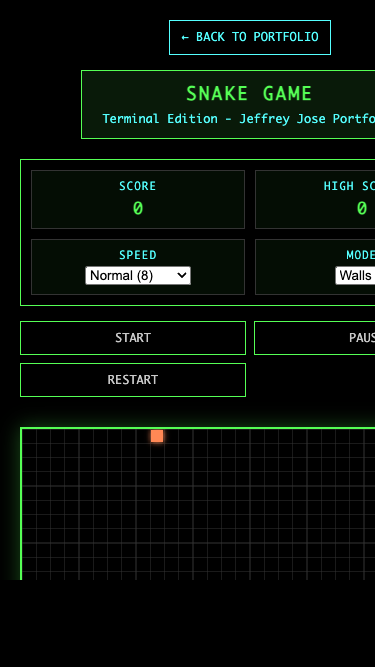 ← BACK TO PORTFOLIO
SNAKE GAME
Terminal Edition - Jeffrey Jose Portfo
SCORE
0
HIGH SC
0
SPEED
Normal (8)
MODE
Walls
START
PAUS
RESTART